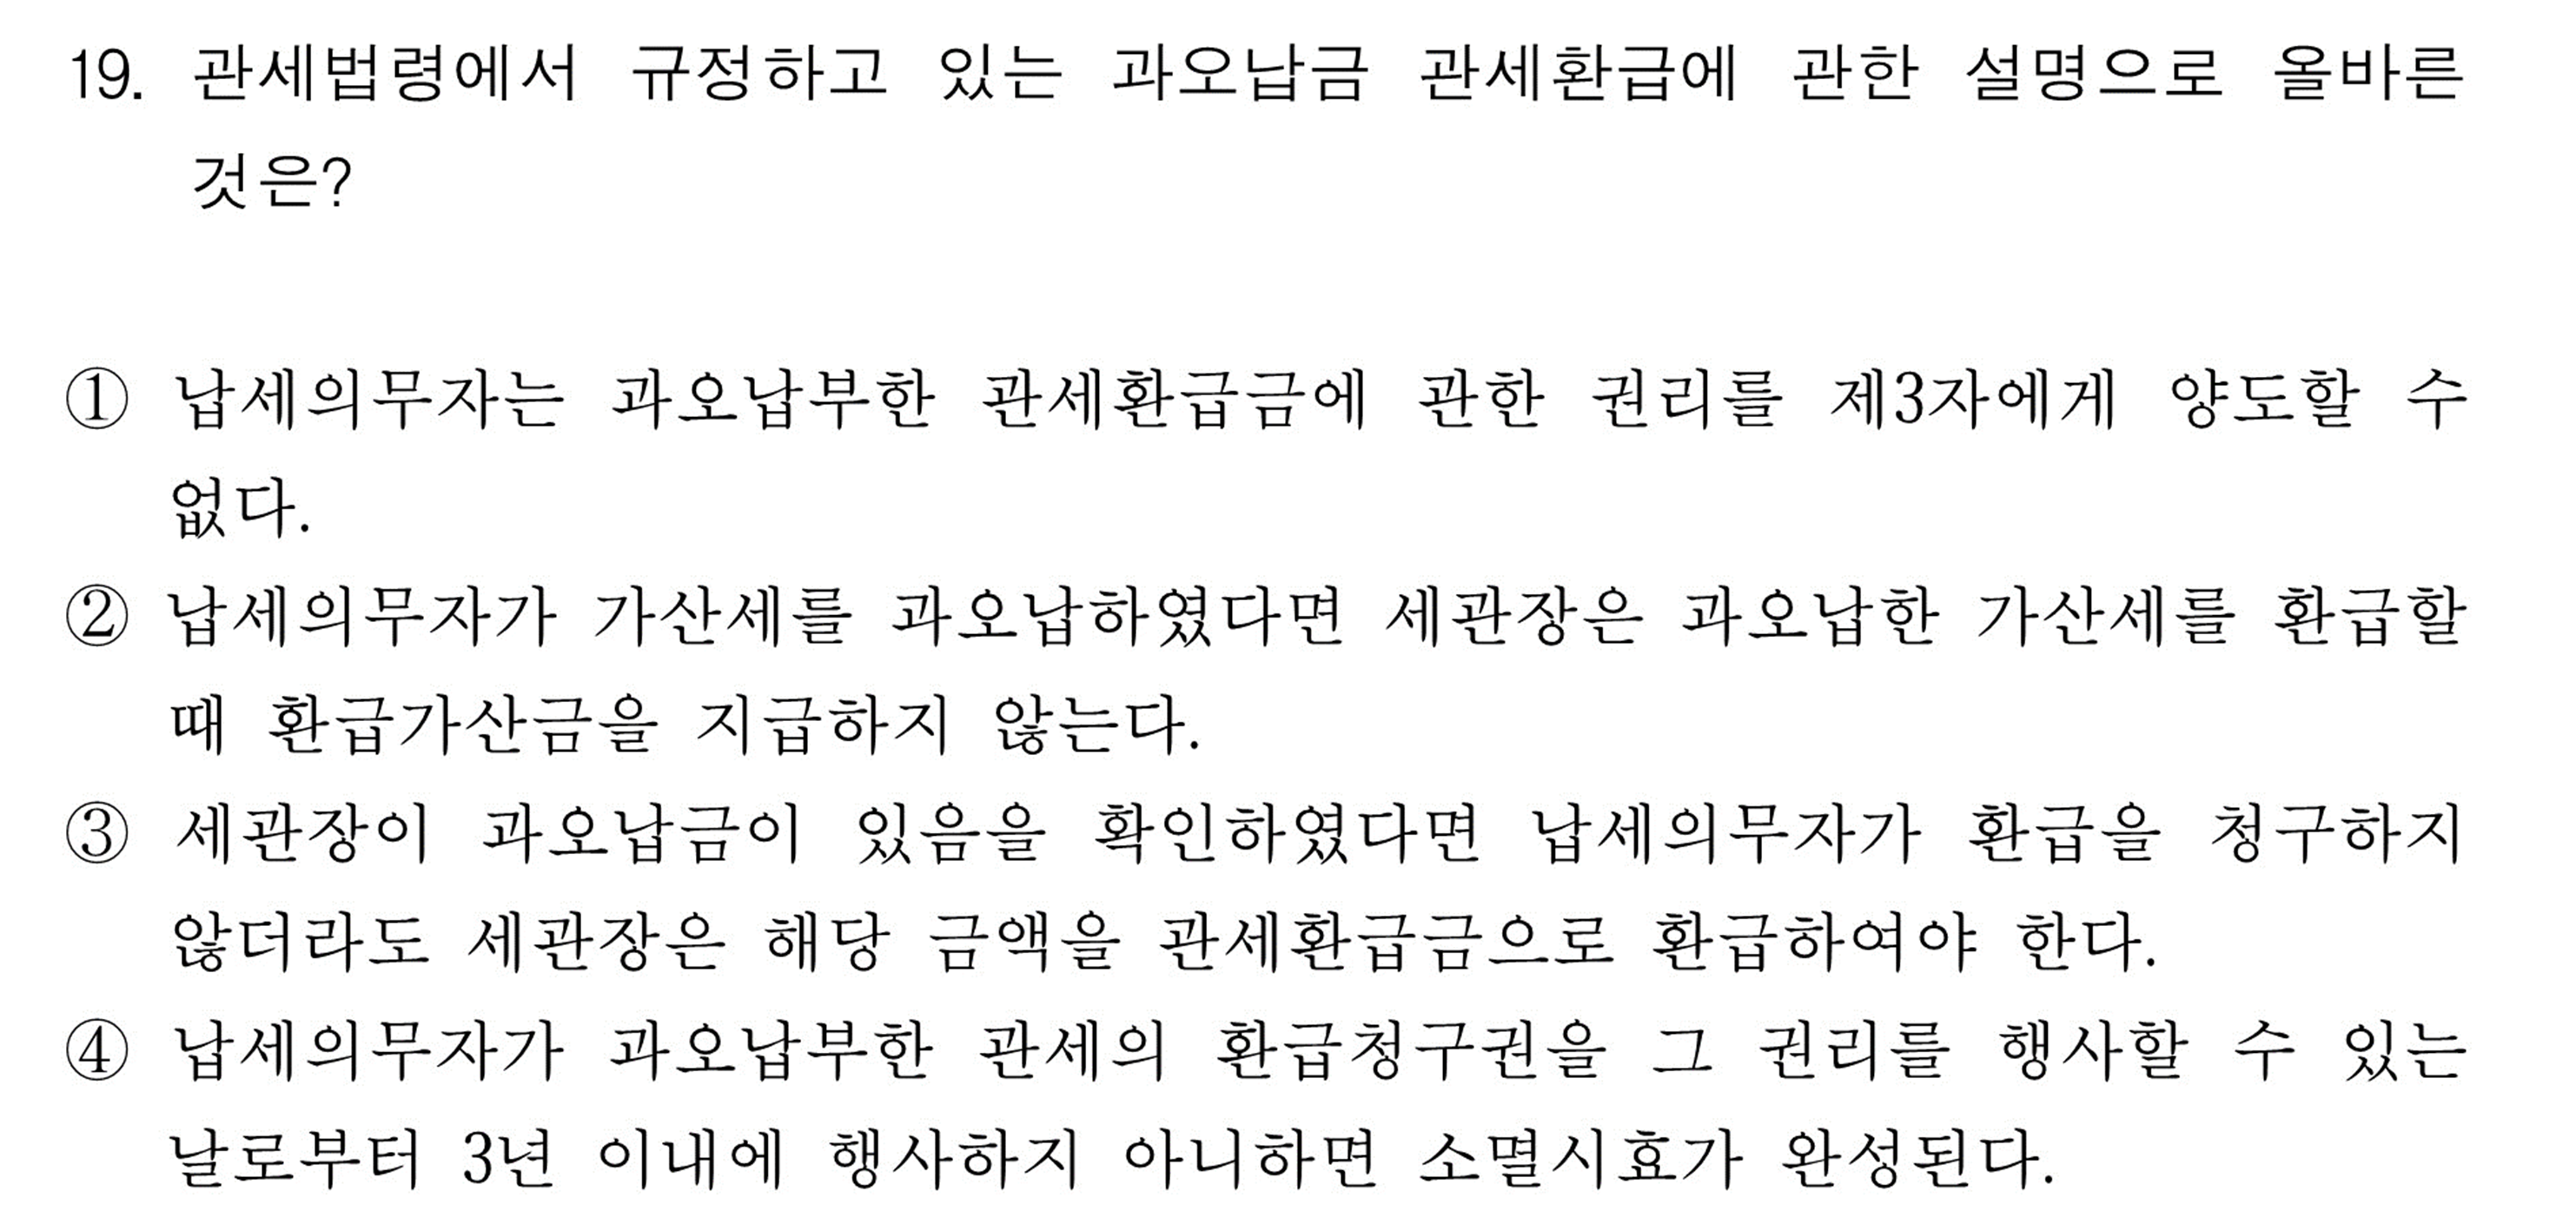 19. 관세법령에서 규정하고 있는 과오납금 관세환급에 관한 설명으로 올바른
것은?
① 납세의무자는 과오납부한 관세환급금에 관한 권리를 제3자에게 양도할 수
없다.
② 납세의무자가 가산세를 과오납하였다면 세관장은 과오납한 가산세를 환급할
때 환급가산금을 지급하지 않는다.
③ 세관장이 과오납금이 있음을 확인하였다면 납세의무자가 환급을 청구하지
않더라도 세관장은 해당 금액을 관세환급금으로 환급하여야 한다.
④ 납세의무자가 과오납부한 관세의 환급청구권을 그 권리를 행사할 수 있는
날로부터 3년 이내에 행사하지 아니하면 소멸시효가 완성된다.